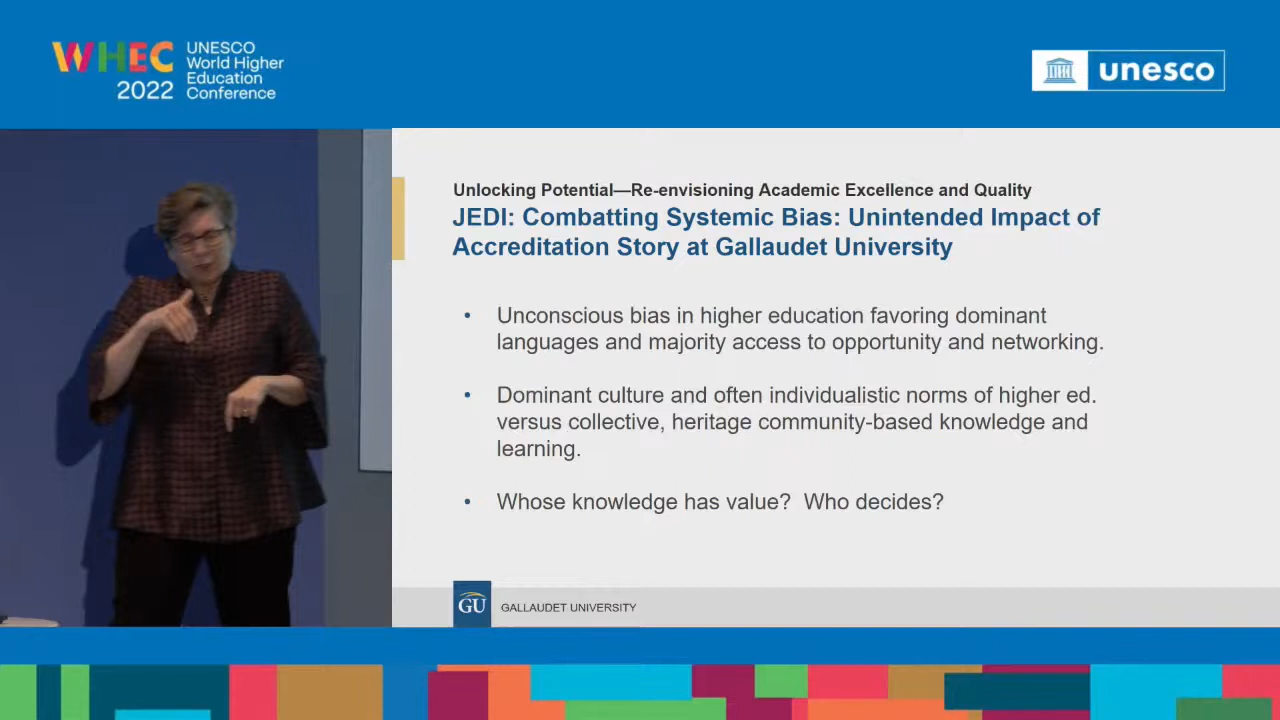 WHEC
2022
UNESCO
World Higher
Education
Conference
unesco
Unlocking Potential—Re-envisioning Academic Excellence and Quality
JEDI: Combatting Systemic Bias: Unintended Impact of
Accreditation Story at Gallaudet University
• Unconscious bias in higher education favoring dominant
languages and majority access to opportunity and networking.
• Dominant culture and often individualistic norms of higher ed.
versus collective, heritage community-based knowledge and
learning.
• Whose knowledge has value?  Who decides?
GU GALLAUDET UNIVERSITY